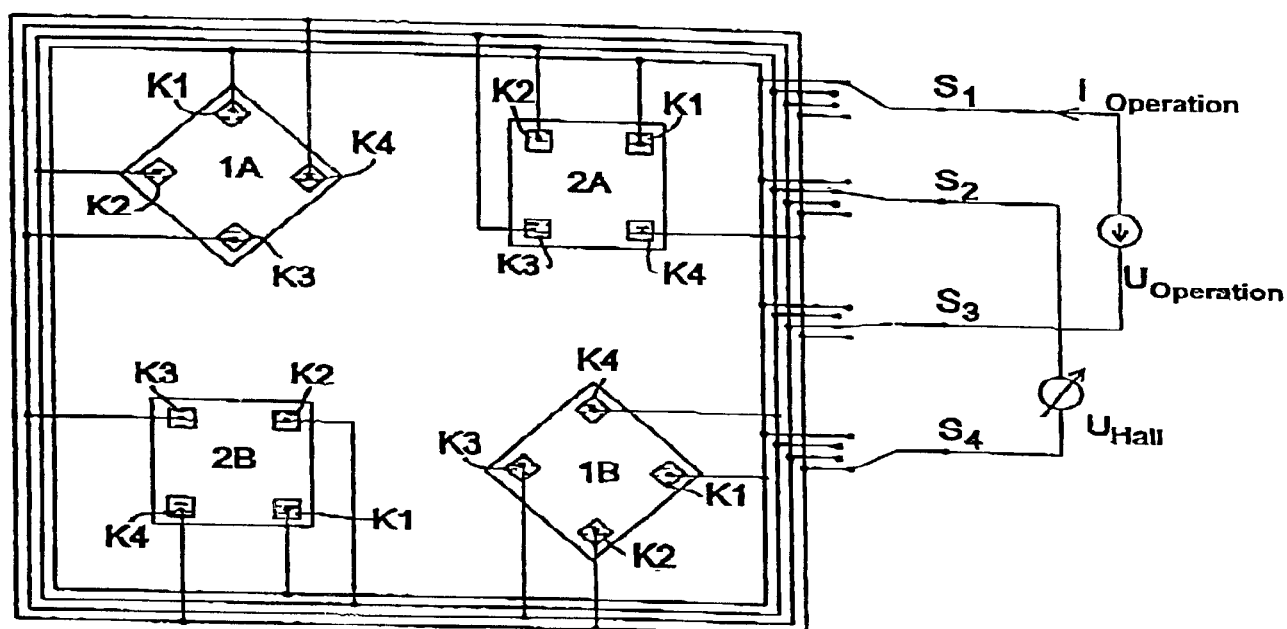 K1
K4
1A
K2
K3
K2
K1
2A
K3
K4
S1
I Operation
S2
U Operation
S3
K3
K2
2B
K4
K1
K4
K3
1B
K1
K2
U Hall
S4